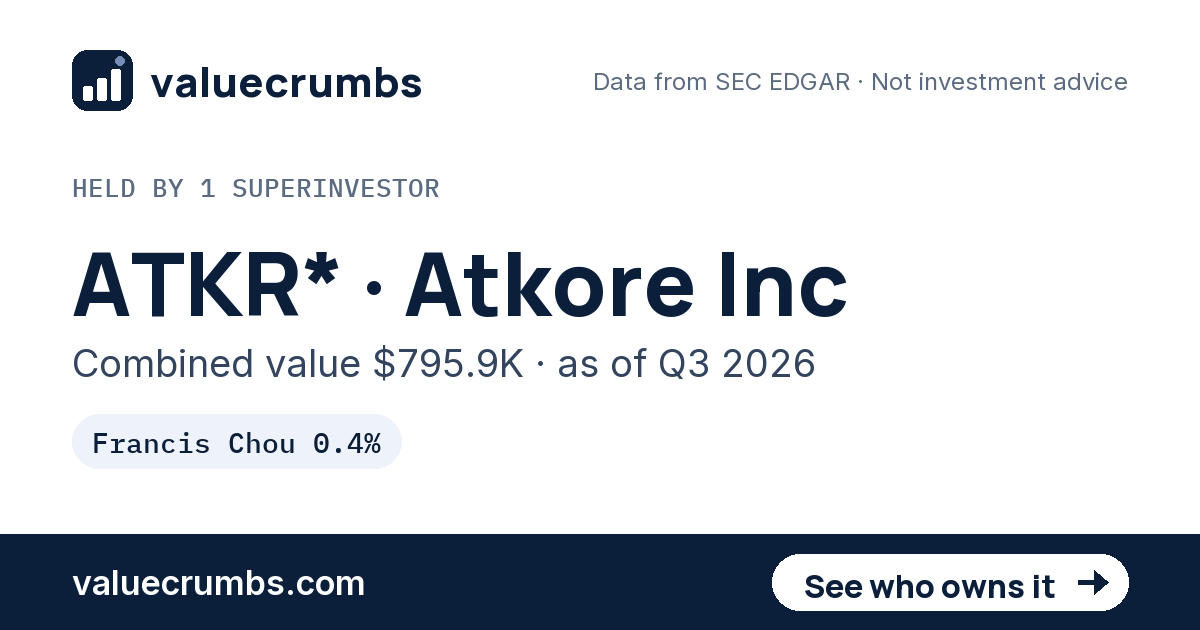 valuecrumbs
Data from SEC EDGAR · Not investment advice
HELD BY 1 SUPERINVESTOR
ATKR* · Atkore Inc
Combined value $795.9K · as of Q3 2026
Francis Chou 0.4%
valuecrumbs.com
See who owns it →